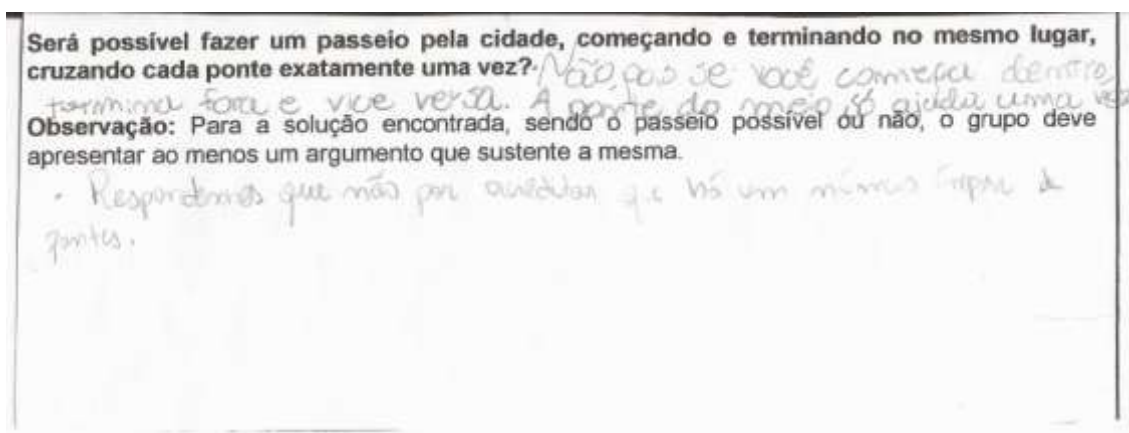 Será possível fazer um passeio pela cidade, começando e terminando no mesmo lugar,
cruzando cada ponte exatamente uma vez? Não, pois se você começa dentro,
termina fora e vice versa. A ponte do meio só ajuda uma vez
Observação: Para a solução encontrada, sendo o passeio possível ou não, o grupo deve
apresentar ao menos um argumento que sustente a mesma.
• Respondemos que não por acreditar que há um número ímpar de
pontes.